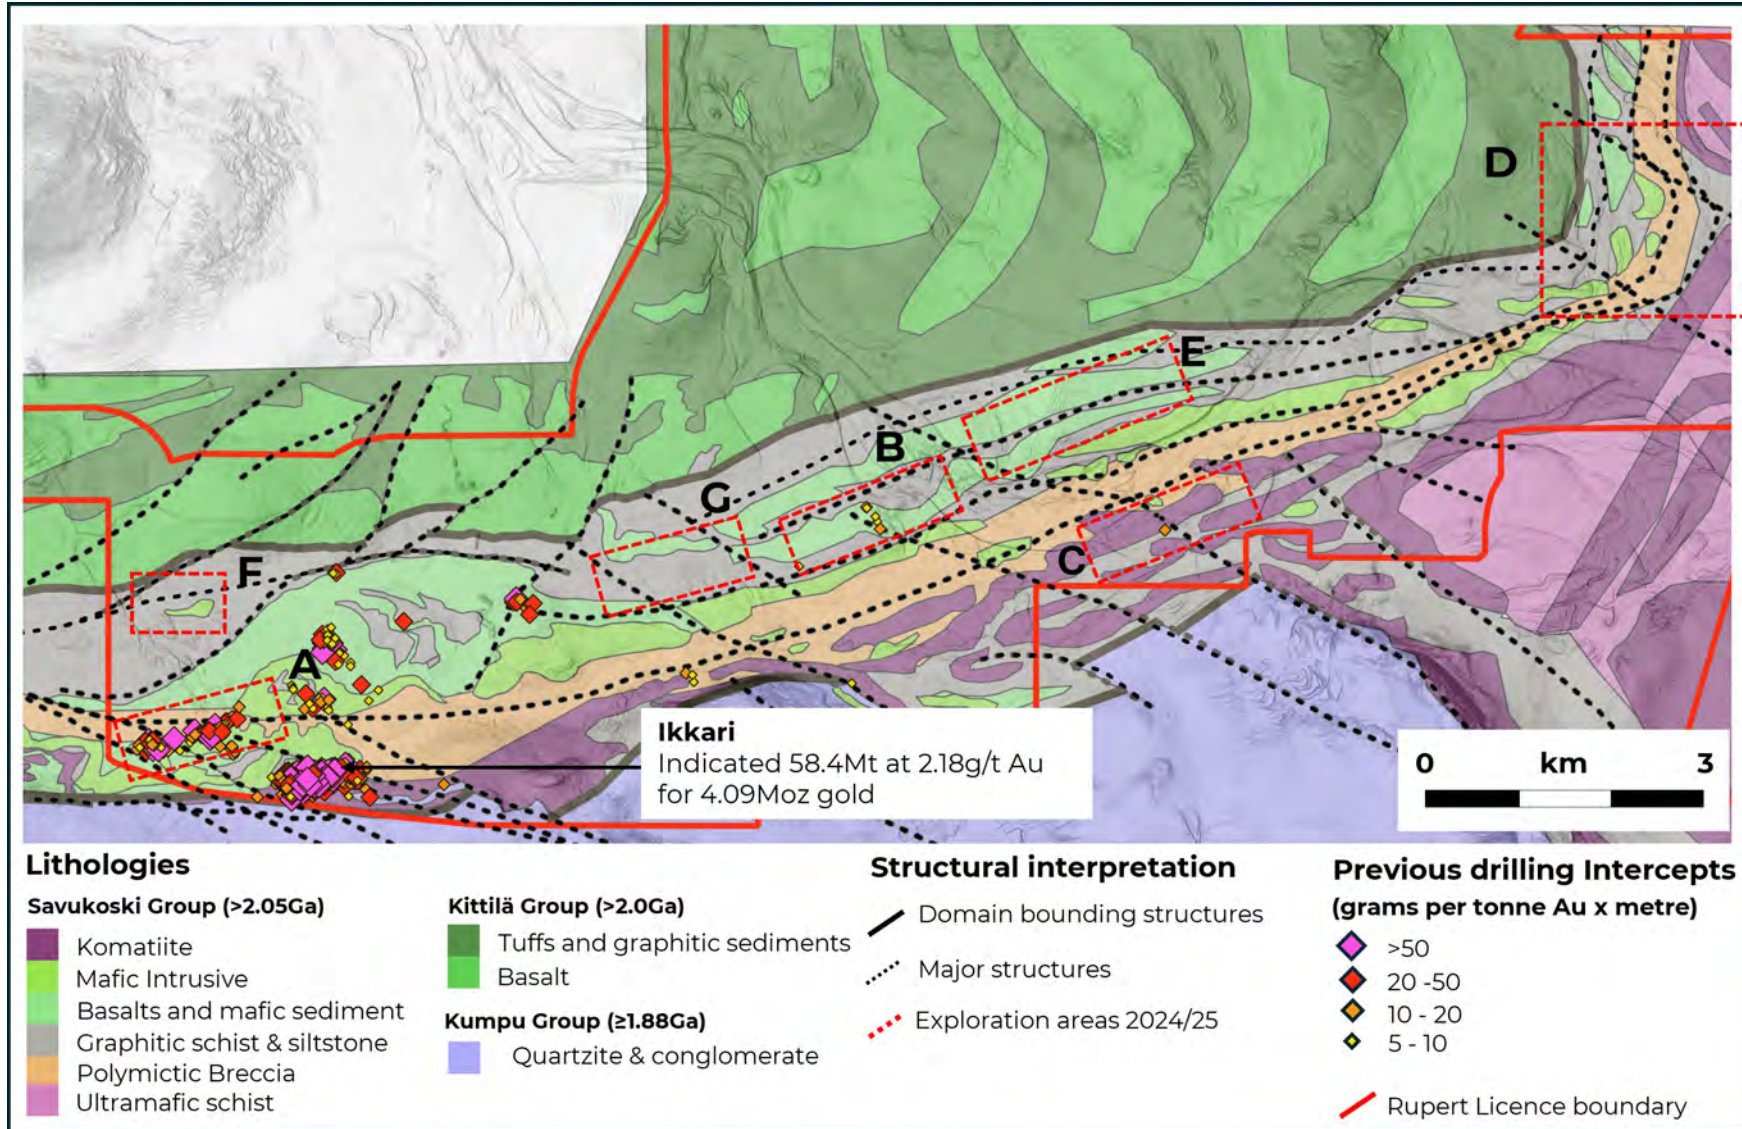 D
E
B
G
C
F
A
Ikkari
Indicated 58.4Mt at 2.18g/t Au
for 4.09Moz gold
0 km 3
Lithologies
Savukoski Group (>2.05Ga)
Komatiite
Mafic Intrusive
Basalts and mafic sediment
Graphitic schist & siltstone
Polymictic Breccia
Ultramafic schist
Kittilä Group (>2.0Ga)
Tuffs and graphitic sediments
Basalt
Kumpu Group (≥1.88Ga)
Quartzite & conglomerate
Structural interpretation
Domain bounding structures
Major structures
Exploration areas 2024/25
Previous drilling Intercepts
(grams per tonne Au x metre)
>50
20 -50
10 - 20
5 - 10
Rupert Licence boundary